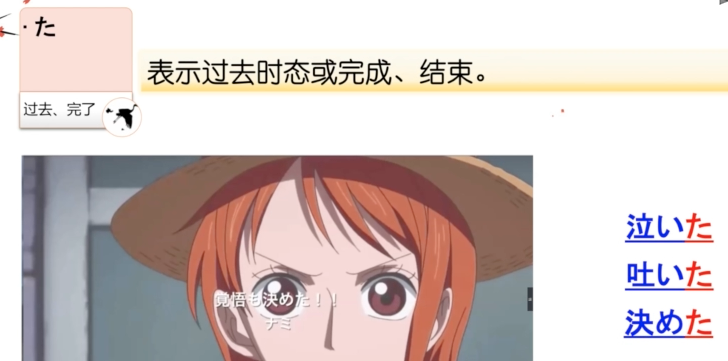 · た
表示过去时态或完成、结束。
过去、完了
覚悟も決めた！！
ナミ
泣いた
吐いた
決めた